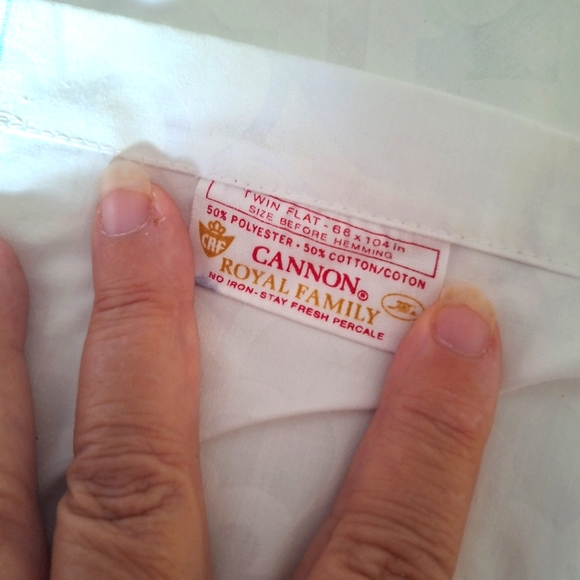 TWIN FLAT - 66 x 104 in
SIZE BEFORE HEMMING
50% POLYESTER • 50% COTTON/COTON
CRF
CANNON®
ROYAL FAMILY
NO IRON-STAY FRESH PERCALE